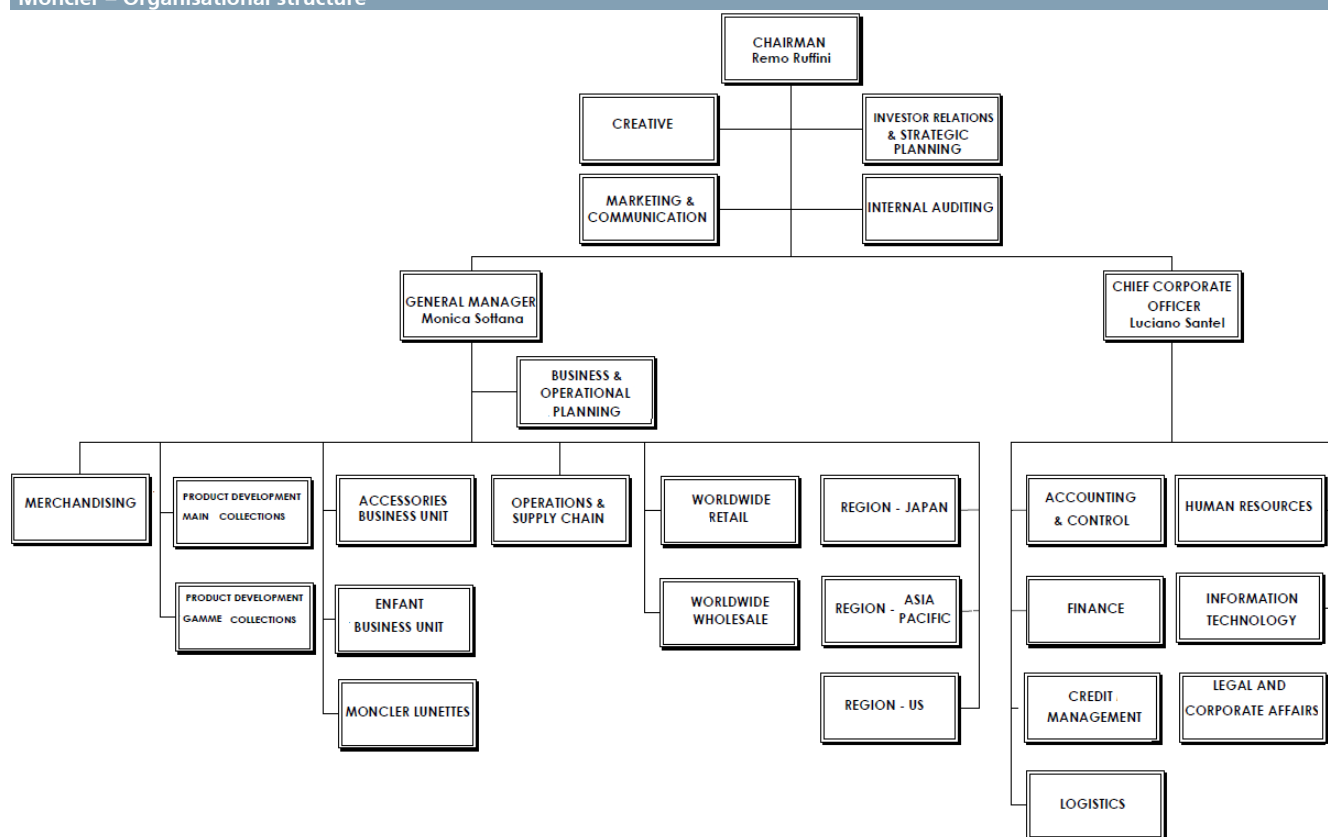 Moncler – Organisational structure
CHAIRMAN
Remo Ruffini
CREATIVE
INVESTOR RELATIONS
& STRATEGIC
PLANNING
MARKETING &
COMMUNICATION
INTERNAL AUDITING
GENERAL MANAGER
Monica Sottana
CHIEF CORPORATE
OFFICER
Luciano Santel
BUSINESS &
OPERATIONAL
PLANNING
MERCHANDISING
PRODUCT DEVELOPMENT
MAIN COLLECTIONS
ACCESSORIES
BUSINESS UNIT
OPERATIONS &
SUPPLY CHAIN
WORLDWIDE
RETAIL
REGION - JAPAN
ACCOUNTING
& CONTROL
HUMAN RESOURCES
PRODUCT DEVELOPMENT
GAMME COLLECTIONS
ENFANT
BUSINESS UNIT
WORLDWIDE
WHOLESALE
REGION - ASIA
PACIFIC
FINANCE
INFORMATION
TECHNOLOGY
MONCLER LUNETTES
REGION - US
CREDIT
MANAGEMENT
LEGAL AND
CORPORATE AFFAIRS
LOGISTICS